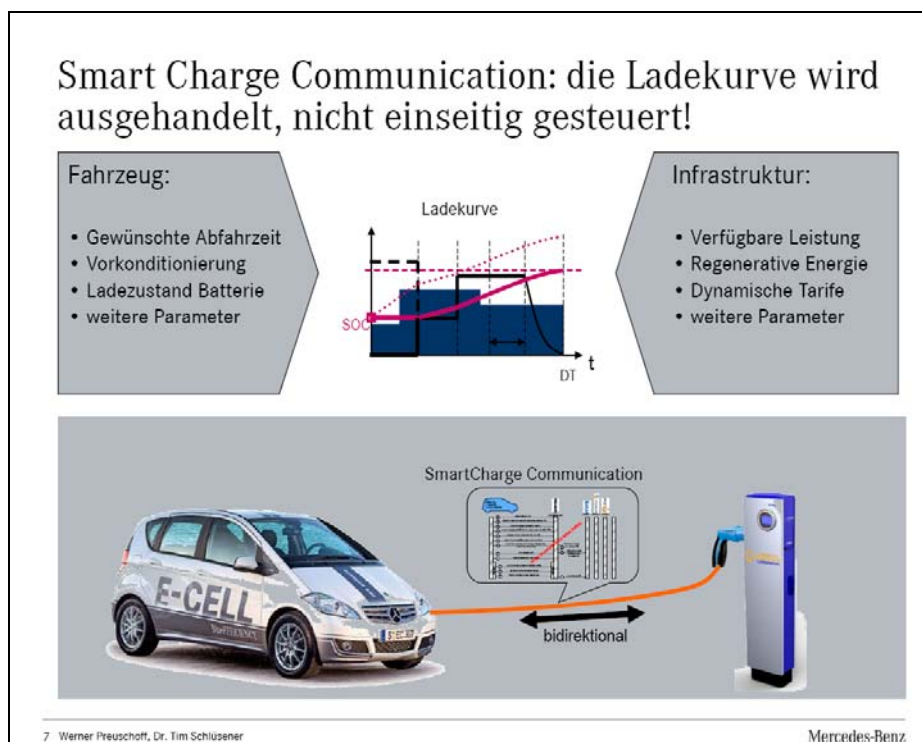 Smart Charge Communication: die Ladekurve wird
ausgehandelt, nicht einseitig gesteuert!
Fahrzeug:
• Gewünschte Abfahrzeit
• Vorkonditionierung
• Ladezustand Batterie
• weitere Parameter
Ladekurve
SOC
t
DT
Infrastruktur:
• Verfügbare Leistung
• Regenerative Energie
• Dynamische Tarife
• weitere Parameter
SmartCharge Communication
E-CELL
bidirektional
7 Werner Preuschoff, Dr. Tim Schlüsener
Mercedes-Benz